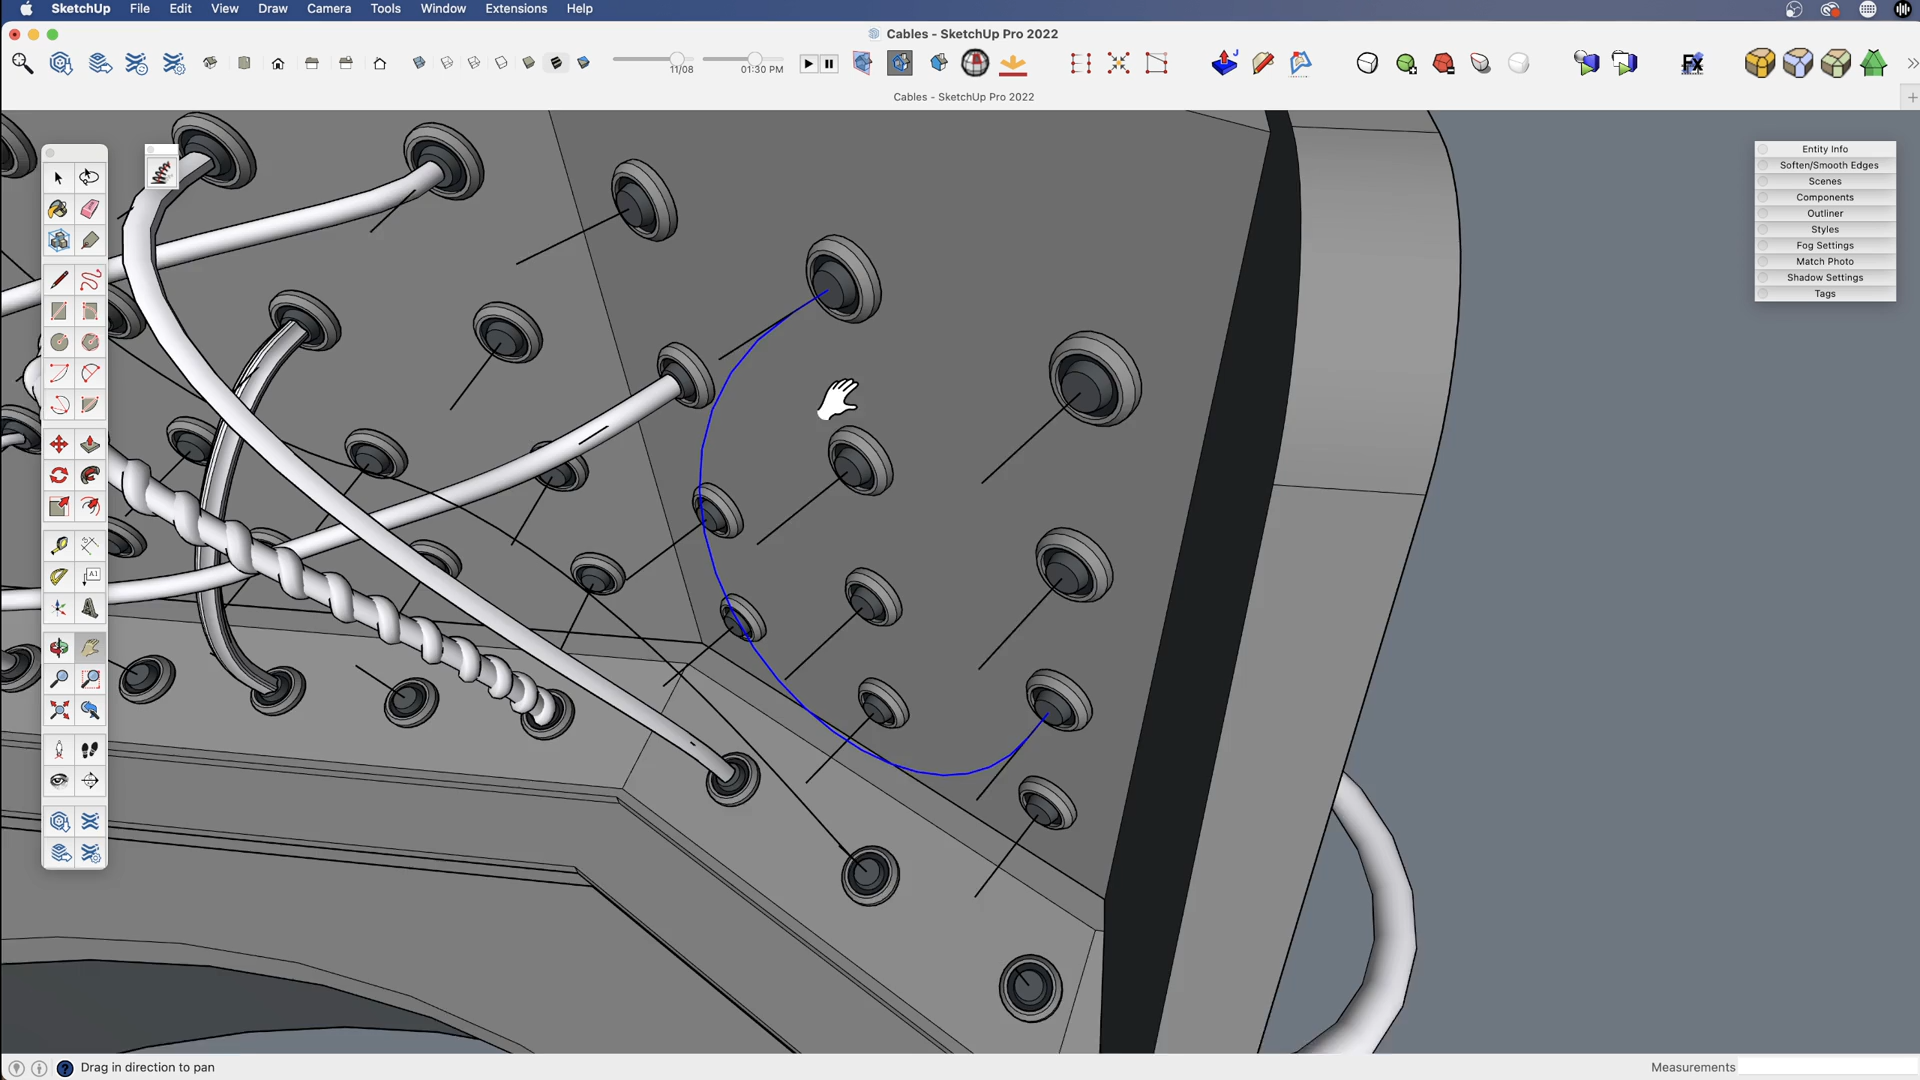 SketchUp File Edit View Draw Camera Tools Window Extensions Help
Cables - SketchUp Pro 2022
11/08
01:30 PM
J
FX
Cables - SketchUp Pro 2022
Entity Info
Soften/Smooth Edges
Scenes
Components
Outliner
Styles
Fog Settings
Match Photo
Shadow Settings
Tags
A1
Drag in direction to pan
Measurements